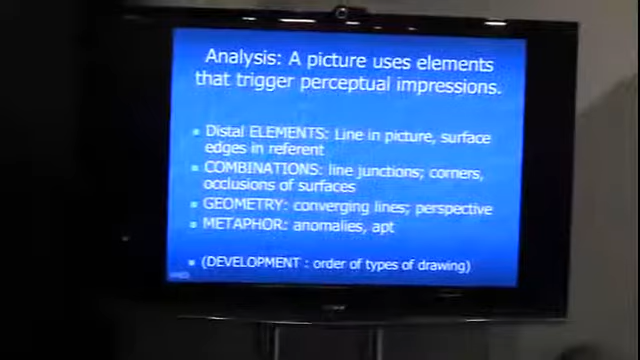 Analysis: A picture uses elements
that trigger perceptual impressions.
Distal ELEMENTS: Line in picture, surface
edges in referent
COMBINATIONS: line junctions; corners,
occlusions of surfaces
GEOMETRY: converging lines; perspective
METAPHOR: anomalies, apt
(DEVELOPMENT : order of types of drawing)